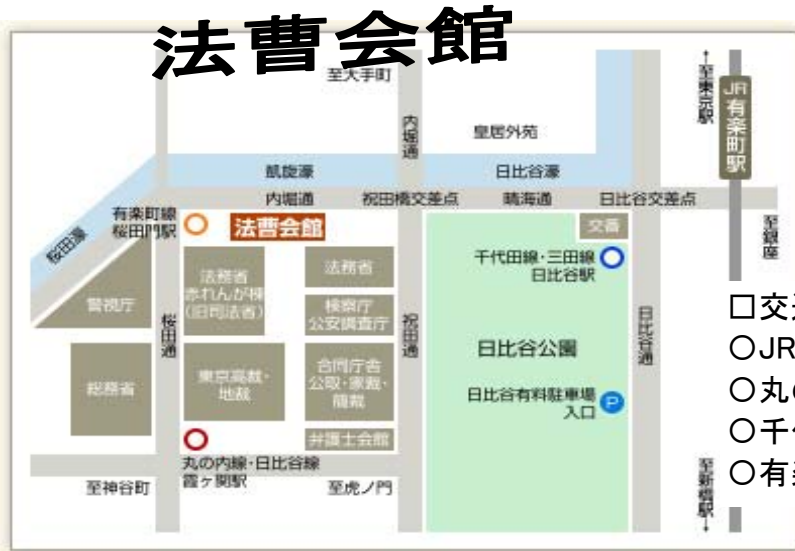 法曹会館
至大手町
内堀通
皇居外苑
←至東京駅
JR有楽町駅
凱旋濠
日比谷濠
内堀通
祝田橋交差点
晴海通
日比谷交差点
至銀座
桜田濠
有楽町線
桜田門駅
法曹会館
交番
千代田線・三田線
日比谷駅
法務省
赤れんが棟
(旧司法省)
法務省
検察庁
公安調査庁
警視庁
桜田通
祝田通
日比谷公園
日比谷通
総務省
東京高裁・
地裁
合同庁舎
公取・家裁・
簡裁
日比谷有料駐車場
入口
P
弁護士会館
丸の内線・日比谷線
霞ヶ関駅
至神谷町
至虎ノ門
至新橋駅→
□交
○JR
○丸の
○千
○有